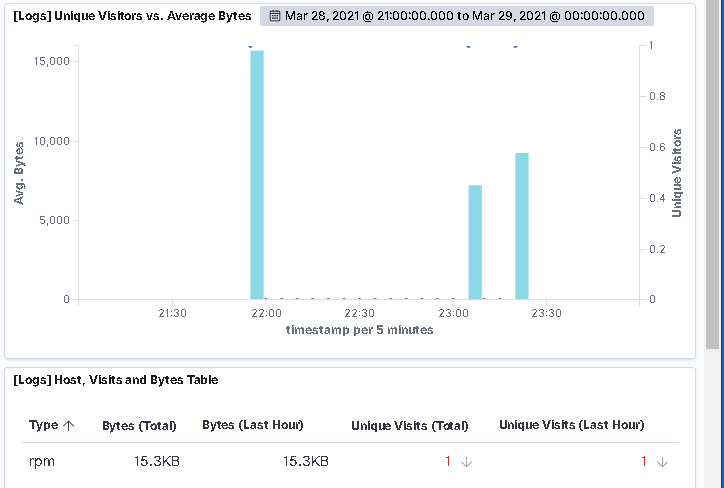 [Logs] Unique Visitors vs. Average Bytes Mar 28, 2021 @ 21:00:00.000 to Mar 29, 2021 @ 00:00:00.000
15,000
10,000
5,000
0
Avg. Bytes
1
0.8
0.6
0.4
0.2
0
Unique Visitors
21:30 22:00 22:30 23:00 23:30
timestamp per 5 minutes
[Logs] Host, Visits and Bytes Table
Type Bytes (Total) Bytes (Last Hour) Unique Visits (Total) Unique Visits (Last Hour)
rpm 15.3KB 15.3KB 1 1